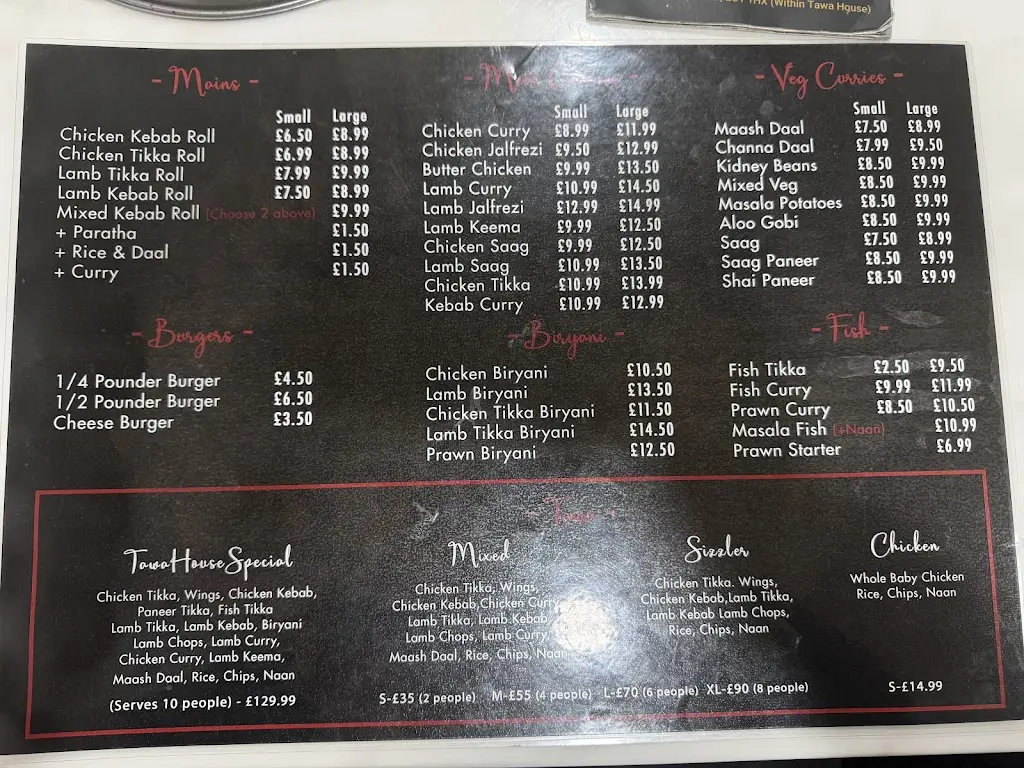 (Within Tawa House)
- Mains -
Small Large
Chicken Kebab Roll £6.50 £8.99
Chicken Tikka Roll £6.99 £8.99
Lamb Tikka Roll £7.99 £9.99
Lamb Kebab Roll £7.50 £8.99
Mixed Kebab Roll (Choose 2 above) £9.99
+ Paratha £1.50
+ Rice & Daal £1.50
+ Curry £1.50
- Burgers -
1/4 Pounder Burger £4.50
1/2 Pounder Burger £6.50
Cheese Burger £3.50
Small Large
Chicken Curry £8.99 £11.99
Chicken Jalfrezi £9.50 £12.99
Butter Chicken £9.99 £13.50
Lamb Curry £10.99 £14.50
Lamb Jalfrezi £12.99 £14.99
Lamb Keema £9.99 £12.50
Chicken Saag £9.99 £12.50
Lamb Saag £10.99 £13.50
Chicken Tikka £10.99 £13.99
Kebab Curry £10.99 £12.99
- Biryani -
Chicken Biryani £10.50
Lamb Biryani £13.50
Chicken Tikka Biryani £11.50
Lamb Tikka Biryani £14.50
Prawn Biryani £12.50
- Veg Curries -
Small Large
Maash Daal £7.50 £8.99
Channa Daal £7.99 £9.50
Kidney Beans £8.50 £9.99
Mixed Veg £8.50 £9.99
Masala Potatoes £8.50 £9.99
Aloo Gobi £8.50 £9.99
Saag £7.50 £8.99
Saag Paneer £8.50 £9.99
Shai Paneer £8.50 £9.99
- Fish -
Fish Tikka £2.50 £9.50
Fish Curry £9.99 £11.99
Prawn Curry £8.50 £10.50
Masala Fish (+Naan) £10.99
Prawn Starter £6.99
Tawa House Special
Chicken Tikka, Wings, Chicken Kebab,
Paneer Tikka, Fish Tikka
Lamb Tikka, Lamb Kebab, Biryani
Lamb Chops, Lamb Curry,
Chicken Curry, Lamb Keema,
Maash Daal, Rice, Chips, Naan
(Serves 10 people) - £129.99
Mixed
Chicken Tikka, Wings,
Chicken Kebab,Chicken Curry
Lamb Tikka, Lamb Kebab,
Lamb Chops, Lamb Curry,
Maash Daal, Rice, Chips, Naan
Sizzler
Chicken Tikka. Wings,
Chicken Kebab,Lamb Tikka,
Lamb Kebab Lamb Chops,
Rice, Chips, Naan
S-£35 (2 people) M-£55 (4 people) L-£70 (6 people) XL-£90 (8 people)
Chicken
Whole Baby Chicken
Rice, Chips, Naan
S-£14.99